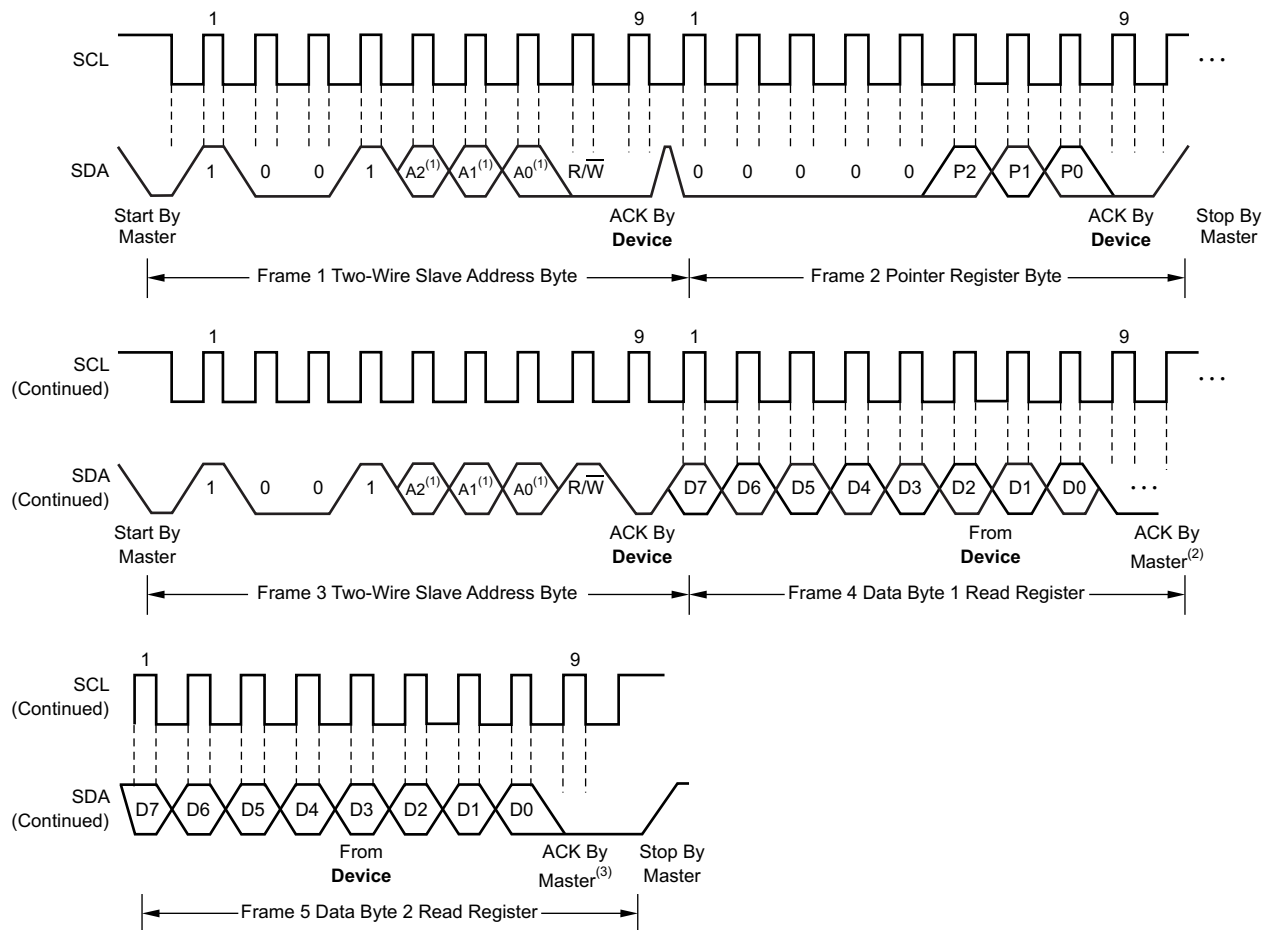 1 9 1 9
SCL ...
SDA 1 0 0 1 A2(1) A1(1) A0(1) R/W̅ 0 0 0 0 0 P2 P1 P0
Start By Master
ACK By Device
ACK By Device
Stop By Master
Frame 1 Two-Wire Slave Address Byte
Frame 2 Pointer Register Byte
1 9 1 9
SCL (Continued) ...
SDA (Continued) 1 0 0 1 A2(1) A1(1) A0(1) R/W̅ D7 D6 D5 D4 D3 D2 D1 D0 ...
Start By Master
ACK By Device
From Device
ACK By Master(2)
Frame 3 Two-Wire Slave Address Byte
Frame 4 Data Byte 1 Read Register
1 9
SCL (Continued)
SDA (Continued) D7 D6 D5 D4 D3 D2 D1 D0
From Device
ACK By Master(3)
Stop By Master
Frame 5 Data Byte 2 Read Register